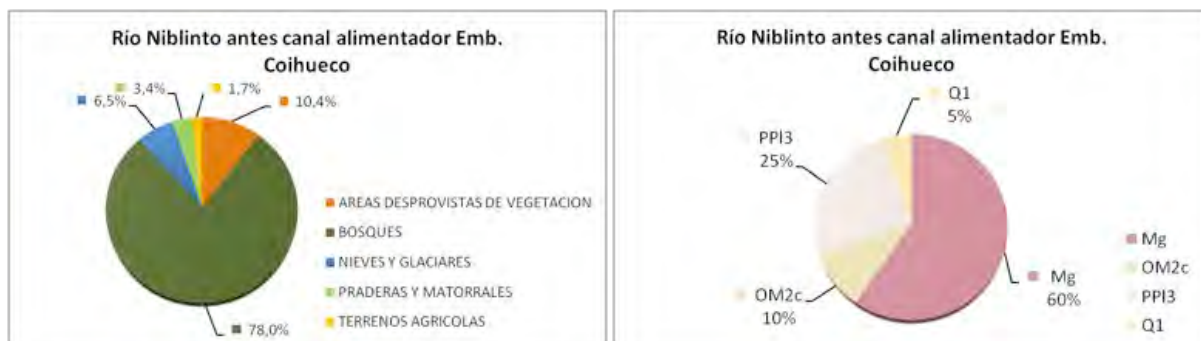 Río Niblinto antes canal alimentador Emb.
Coihueco
3,4%
1,7%
6,5%
10,4%
AREAS DESPROVISTAS DE VEGETACION
BOSQUES
NIEVES Y GLACIARES
PRADERAS Y MATORRALES
TERRENOS AGRICOLAS
78,0%
Río Niblinto antes canal alimentador Emb.
Coihueco
Q1
5%
PPl3
25%
OM2c
10%
Mg
60%
Mg
OM2c
PPl3
Q1